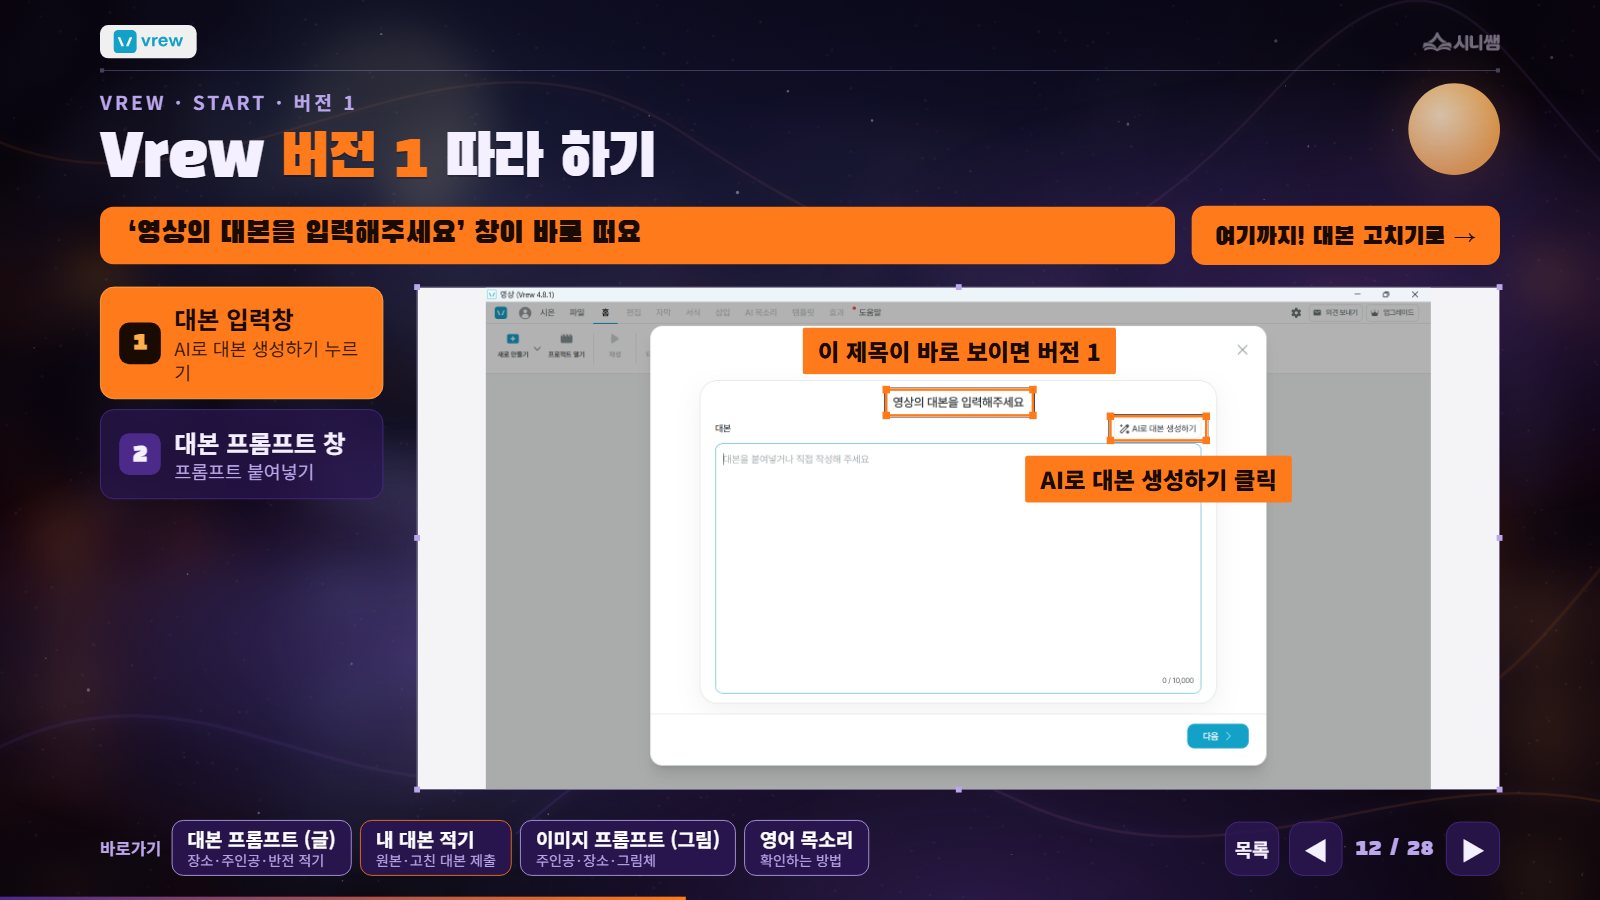 vrew
시니쌤
VREW · START · 버전 1
Vrew 버전 1 따라 하기
‘영상의 대본을 입력해주세요’ 창이 바로 떠요
여기까지! 대본 고치기로 →
1
대본 입력창
AI로 대본 생성하기 누르
기
2
대본 프롬프트 창
프롬프트 붙여넣기
영상 (Vrew 4.8.1)
시온 파일 홈 편집 자막 서식 삽입 AI 목소리 템플릿 효과 도움말
의견 보내기 업그레이드
새로 만들기 프로젝트 열기 재생
이 제목이 바로 보이면 버전 1
영상의 대본을 입력해주세요
대본
AI로 대본 생성하기
대본을 붙여넣거나 직접 작성해 주세요
AI로 대본 생성하기 클릭
0 / 10,000
다음
바로가기
대본 프롬프트 (글)
장소·주인공·반전 적기
내 대본 적기
원본·고친 대본 제출
이미지 프롬프트 (그림)
주인공·장소·그림체
영어 목소리
확인하는 방법
목록
12 / 28